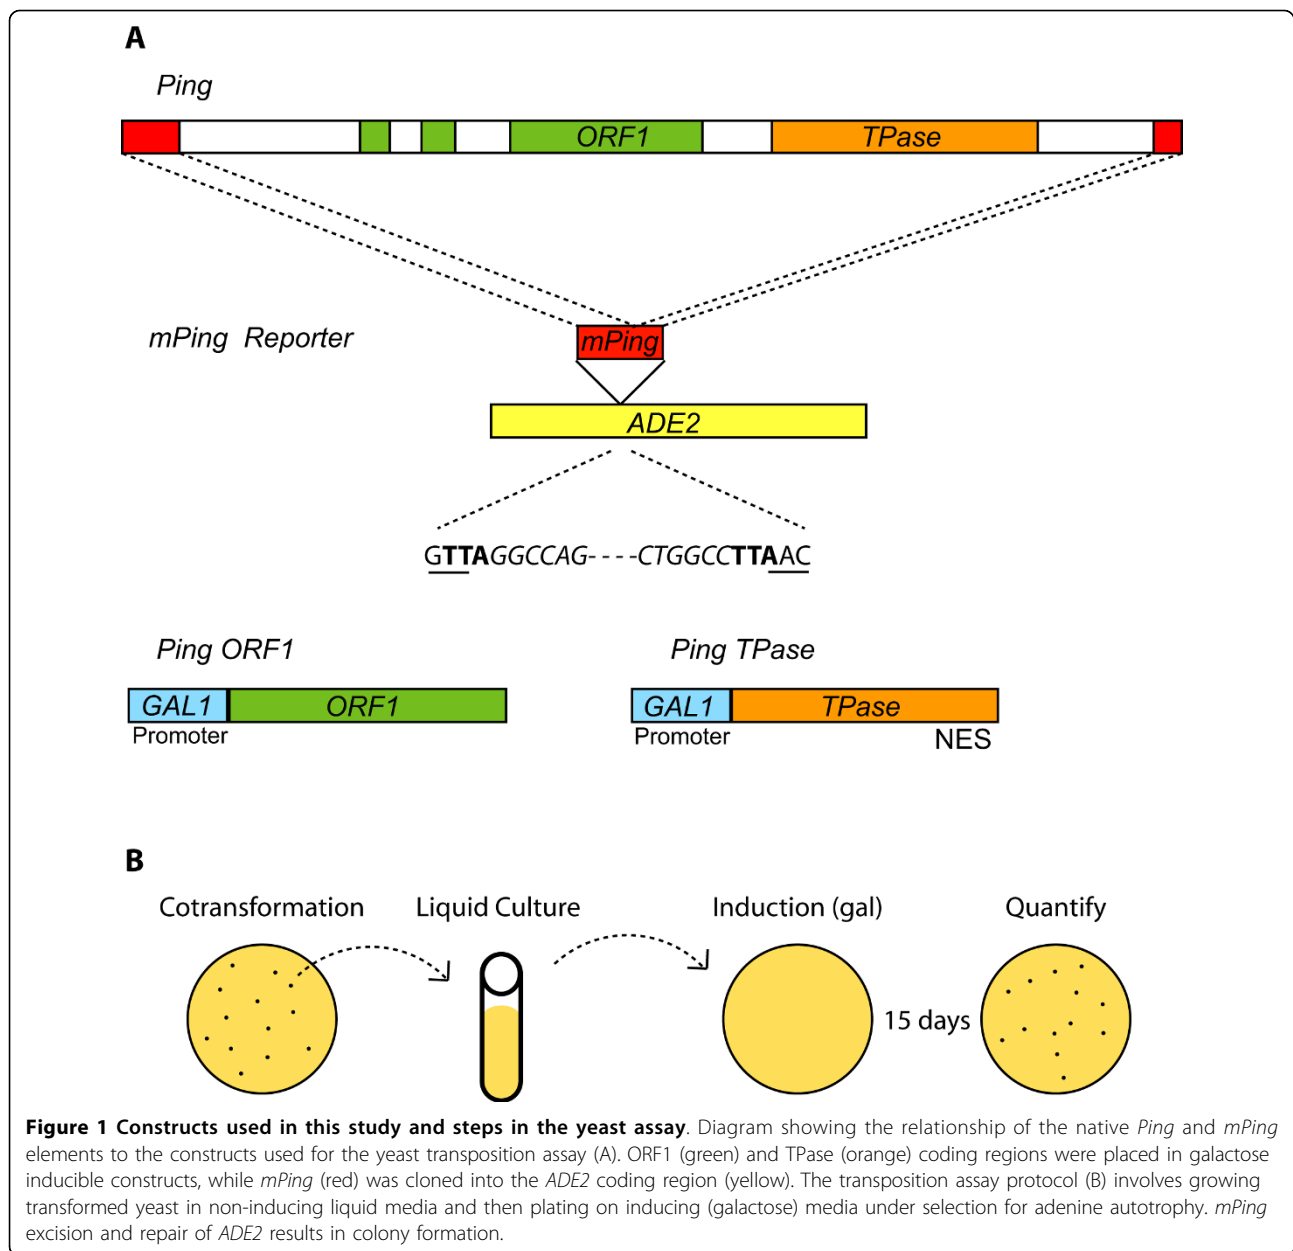 A
Ping
ORF1 TPase
mPing Reporter
mPing
ADE2
GTTAGGCCAG- - - -CTGGCCTTAAC
Ping ORF1 Ping TPase
GAL1 ORF1 GAL1 TPase
Promoter Promoter NES
B
Cotransformation Liquid Culture Induction (gal) Quantify
15 days
Figure 1 Constructs used in this study and steps in the yeast assay. Diagram showing the relationship of the native Ping and mPing
elements to the constructs used for the yeast transposition assay (A). ORF1 (green) and TPase (orange) coding regions were placed in galactose
inducible constructs, while mPing (red) was cloned into the ADE2 coding region (yellow). The transposition assay protocol (B) involves growing
transformed yeast in non-inducing liquid media and then plating on inducing (galactose) media under selection for adenine autotrophy. mPing
excision and repair of ADE2 results in colony formation.